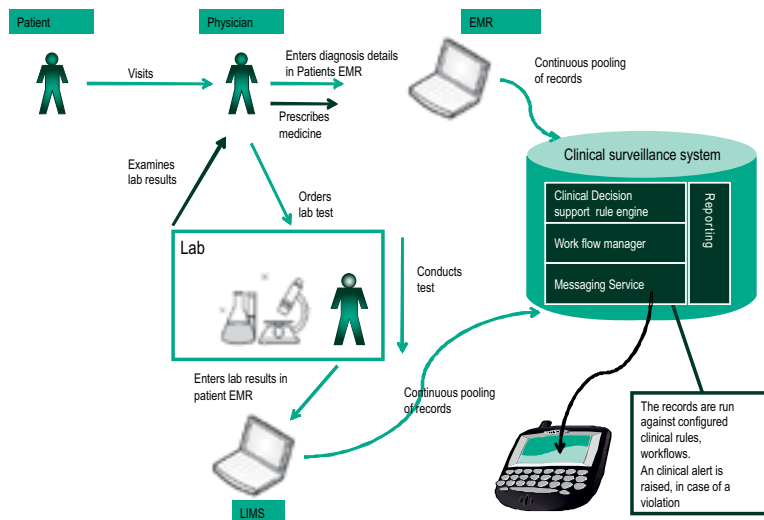 Patient
Physician
EMR
Visits
Enters diagnosis details
in Patients EMR
Prescribes
medicine
Continuous pooling
of records
Examines
lab results
Orders
lab test
Clinical surveillance system
Clinical Decision
support rule engine
Work flow manager
Messaging Service
Reporting
Lab
Conducts
test
Enters lab results in
patient EMR
Continuous pooling
of records
LIMS
The records are run
against configured
clinical rules,
workflows.
An clinical alert is
raised, in case of a
violation